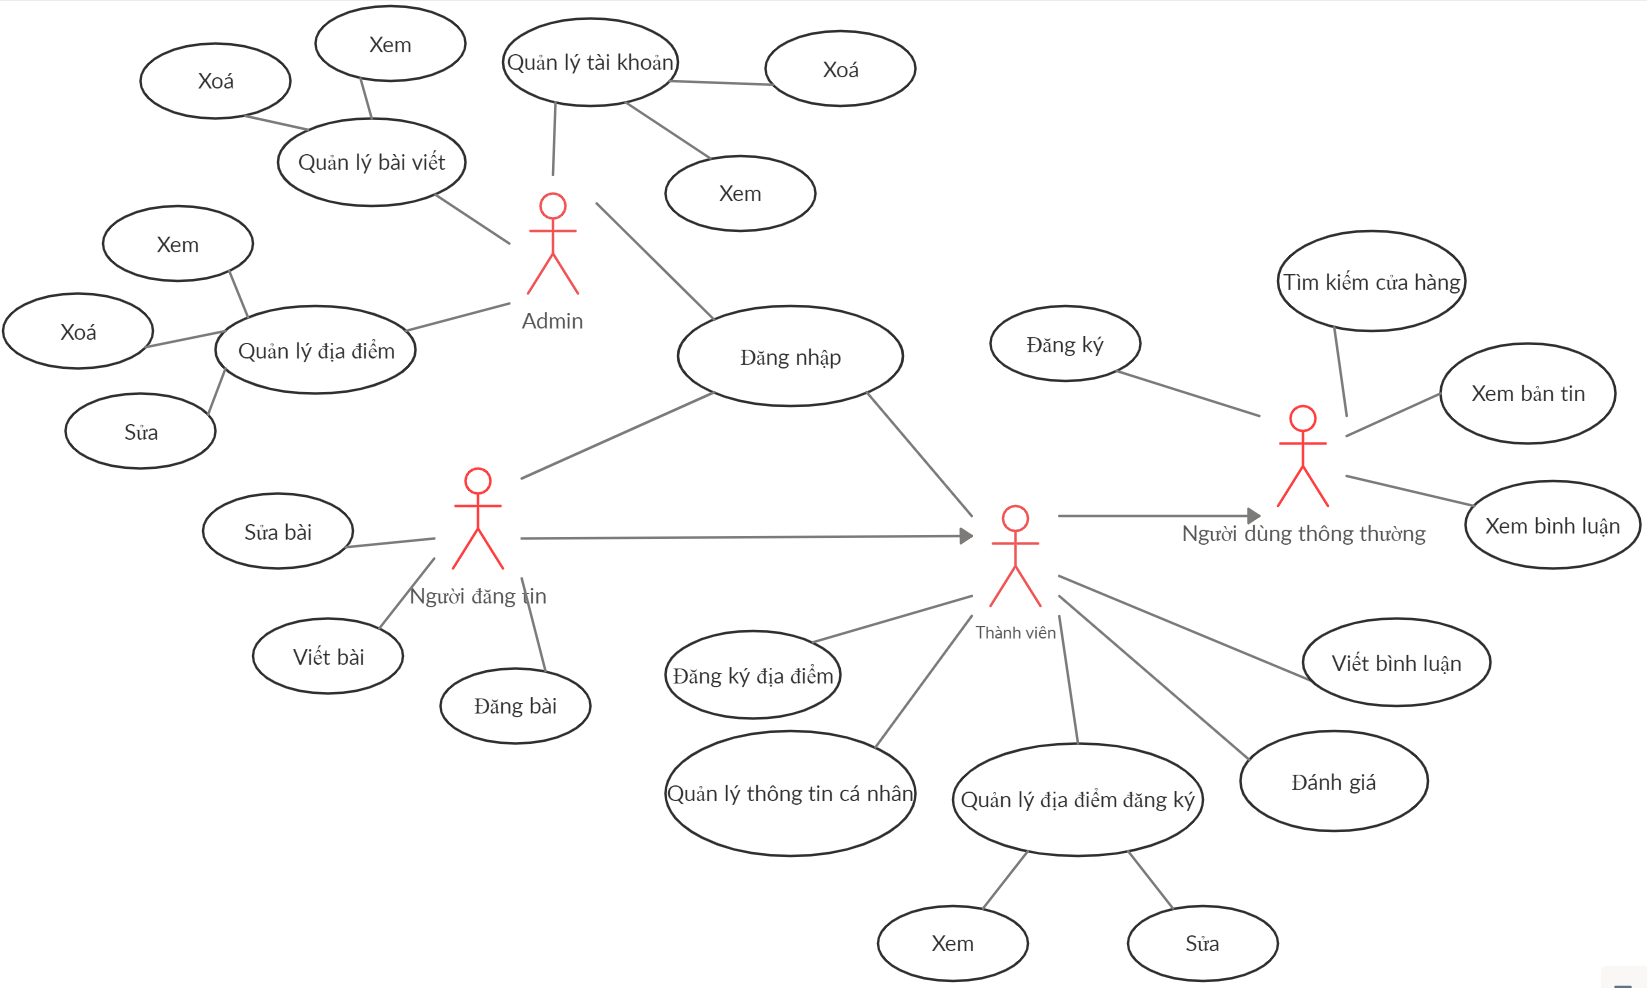 Xem
Xoá
Quản lý tài khoản
Xoá
Quản lý bài viết
Xem
Xem
Xoá
Quản lý địa điểm
Sửa
Admin
Đăng nhập
Tìm kiếm cửa hàng
Đăng ký
Xem bản tin
Xem bình luận
Người dùng thông thường
Sửa bài
Người đăng tin
Viết bài
Đăng bài
Thành viên
Đăng ký địa điểm
Viết bình luận
Quản lý thông tin cá nhân
Quản lý địa điểm đăng ký
Đánh giá
Xem
Sửa